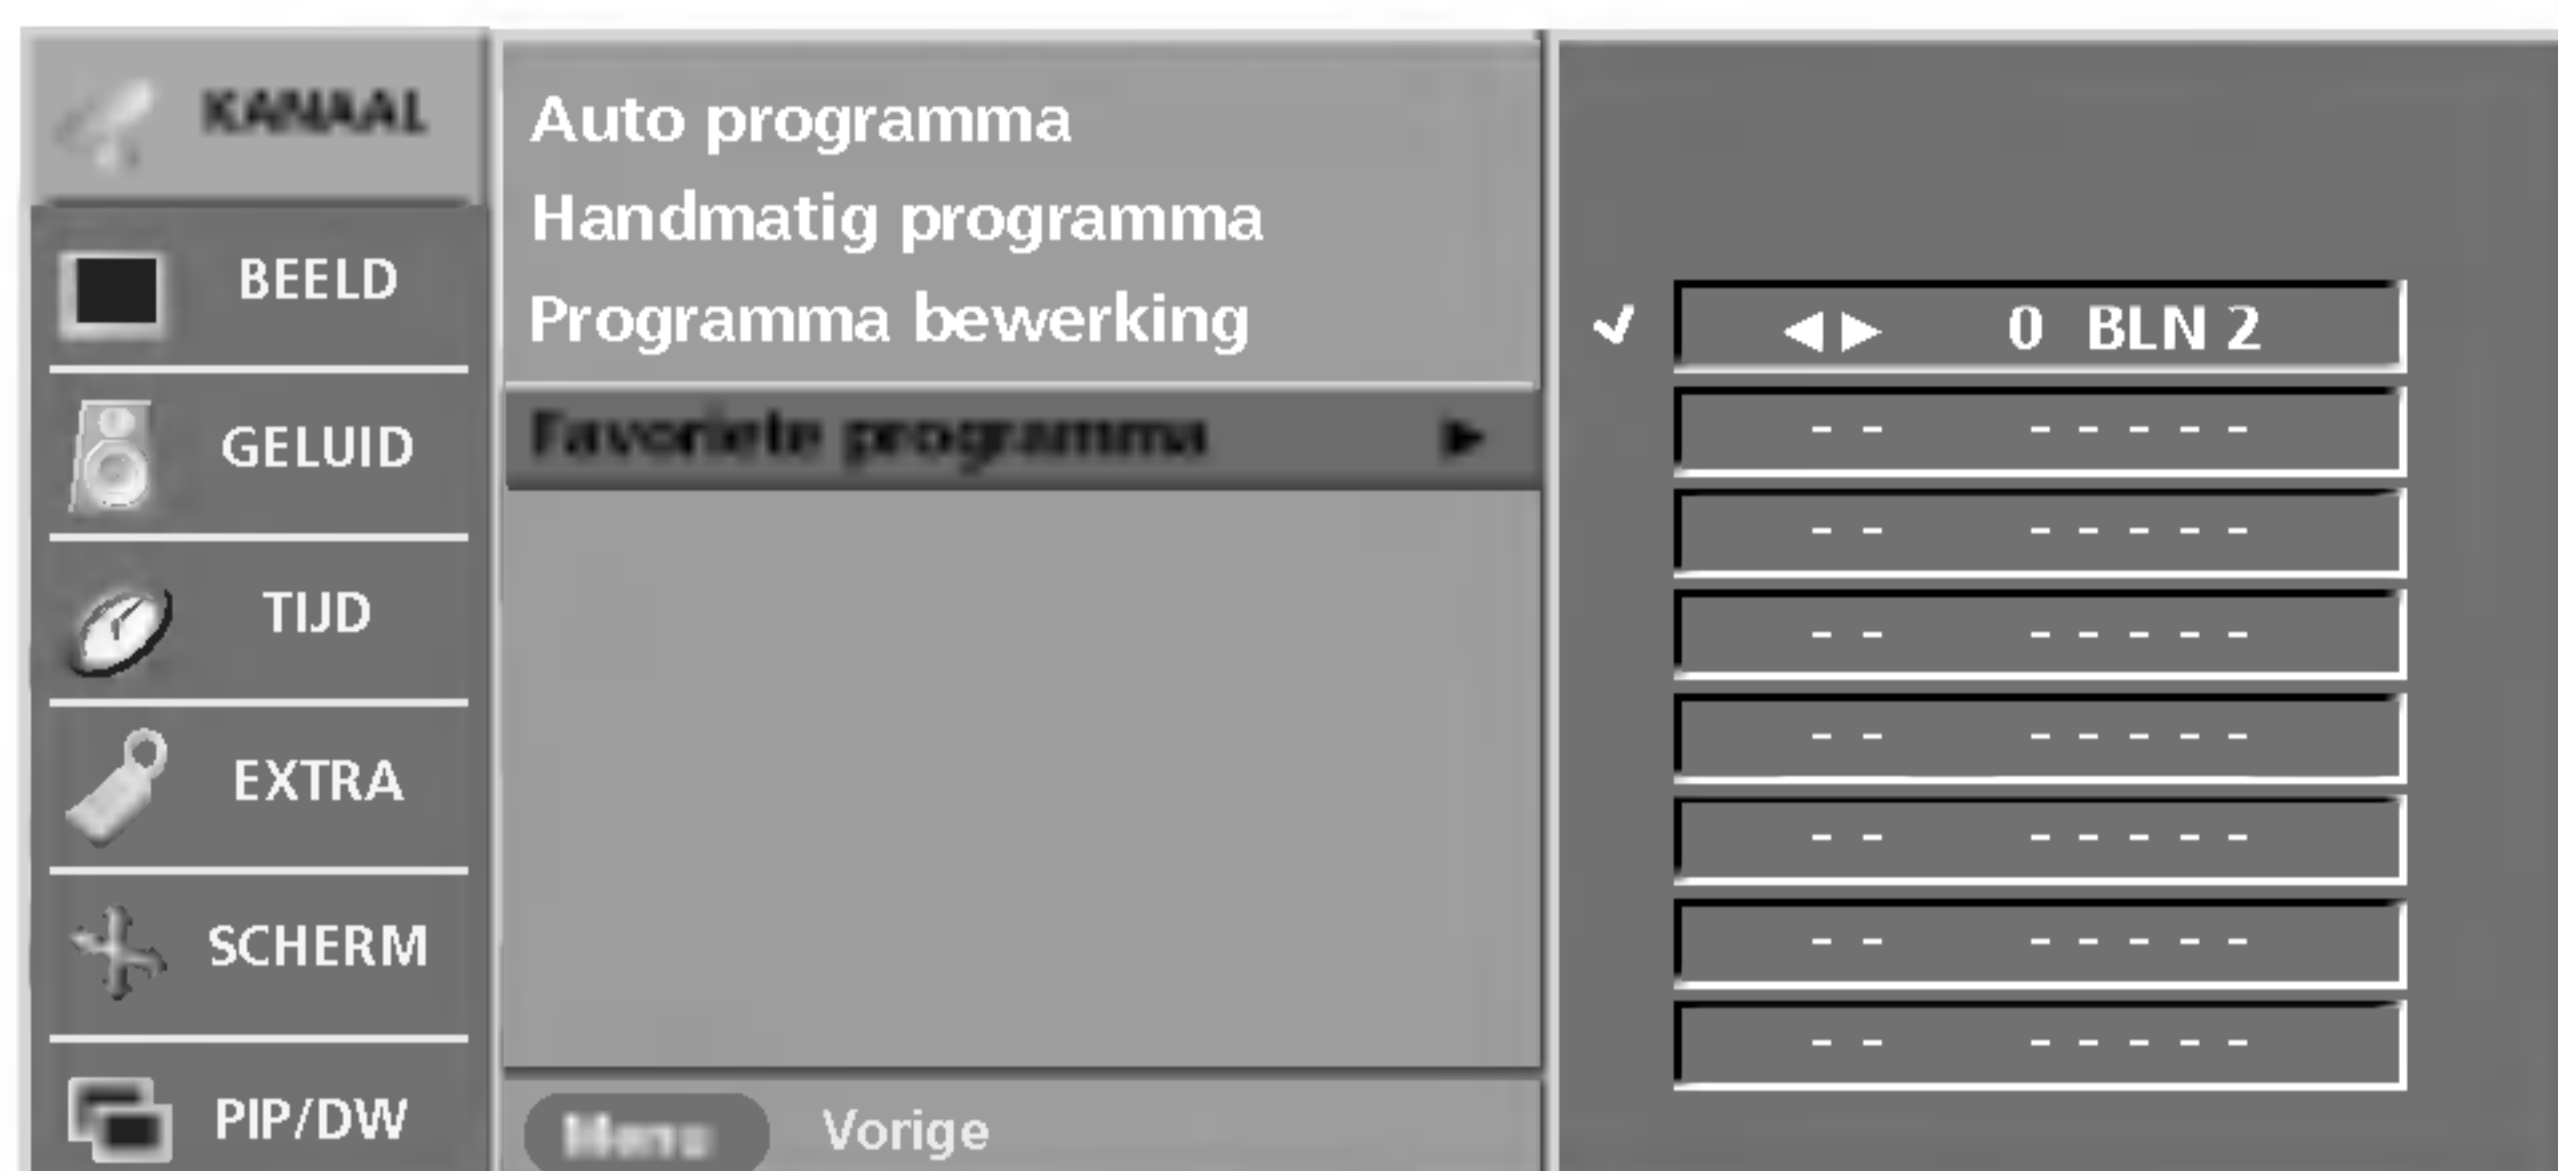 KANAAL
BEELD
GELUID
TIJD
EXTRA
SCHERM
PIP/DW
Auto programma
Handmatig programma
Programma bewerking
Favoriete programma ▶
Menu Vorige
✓ ◀ ▶ 0 BLN 2
- - - - - - -
- - - - - - -
- - - - - - -
- - - - - - -
- - - - - - -
- - - - - - -
- - - - - - -